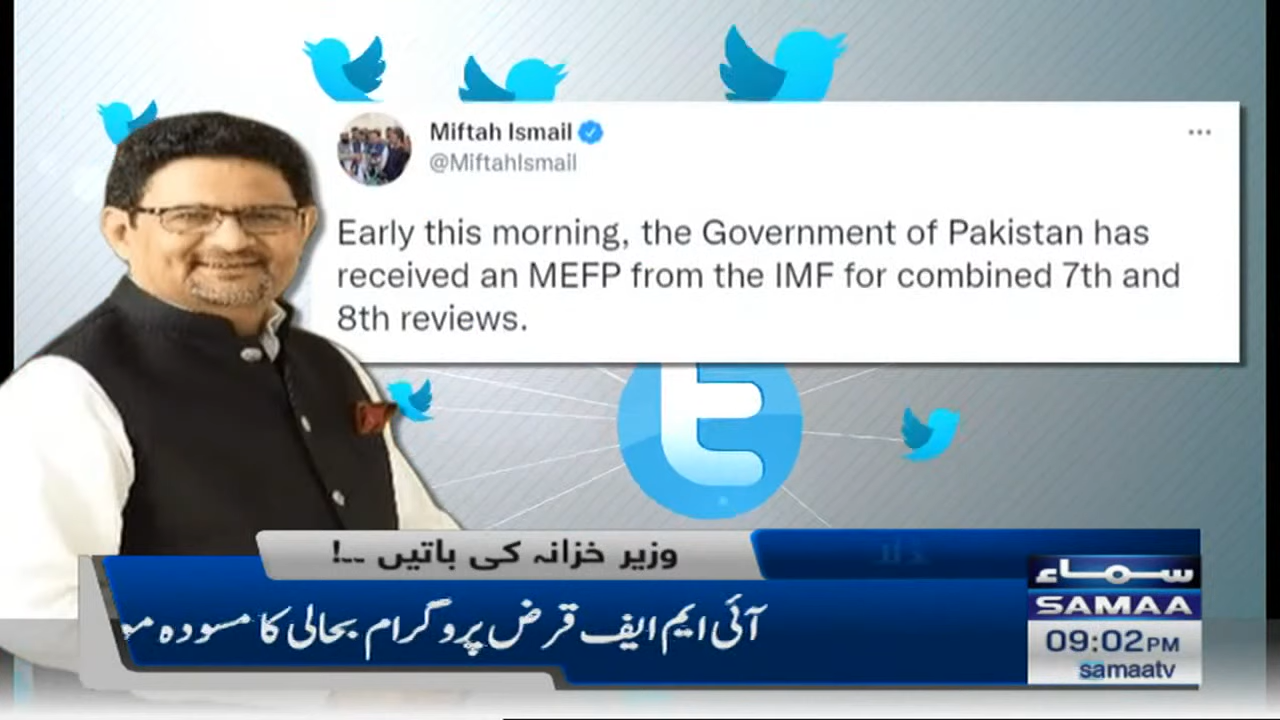 Miftah Ismail
@MiftahIsmail
Early this morning, the Government of Pakistan has
received an MEFP from the IMF for combined 7th and
8th reviews.
وزیر خزانہ کی باتیں ۔۔!
آئی ایم ایف قرض پروگرام بحالی کا مسودہ
سماء
SAMAA
09:02PM
samaatv